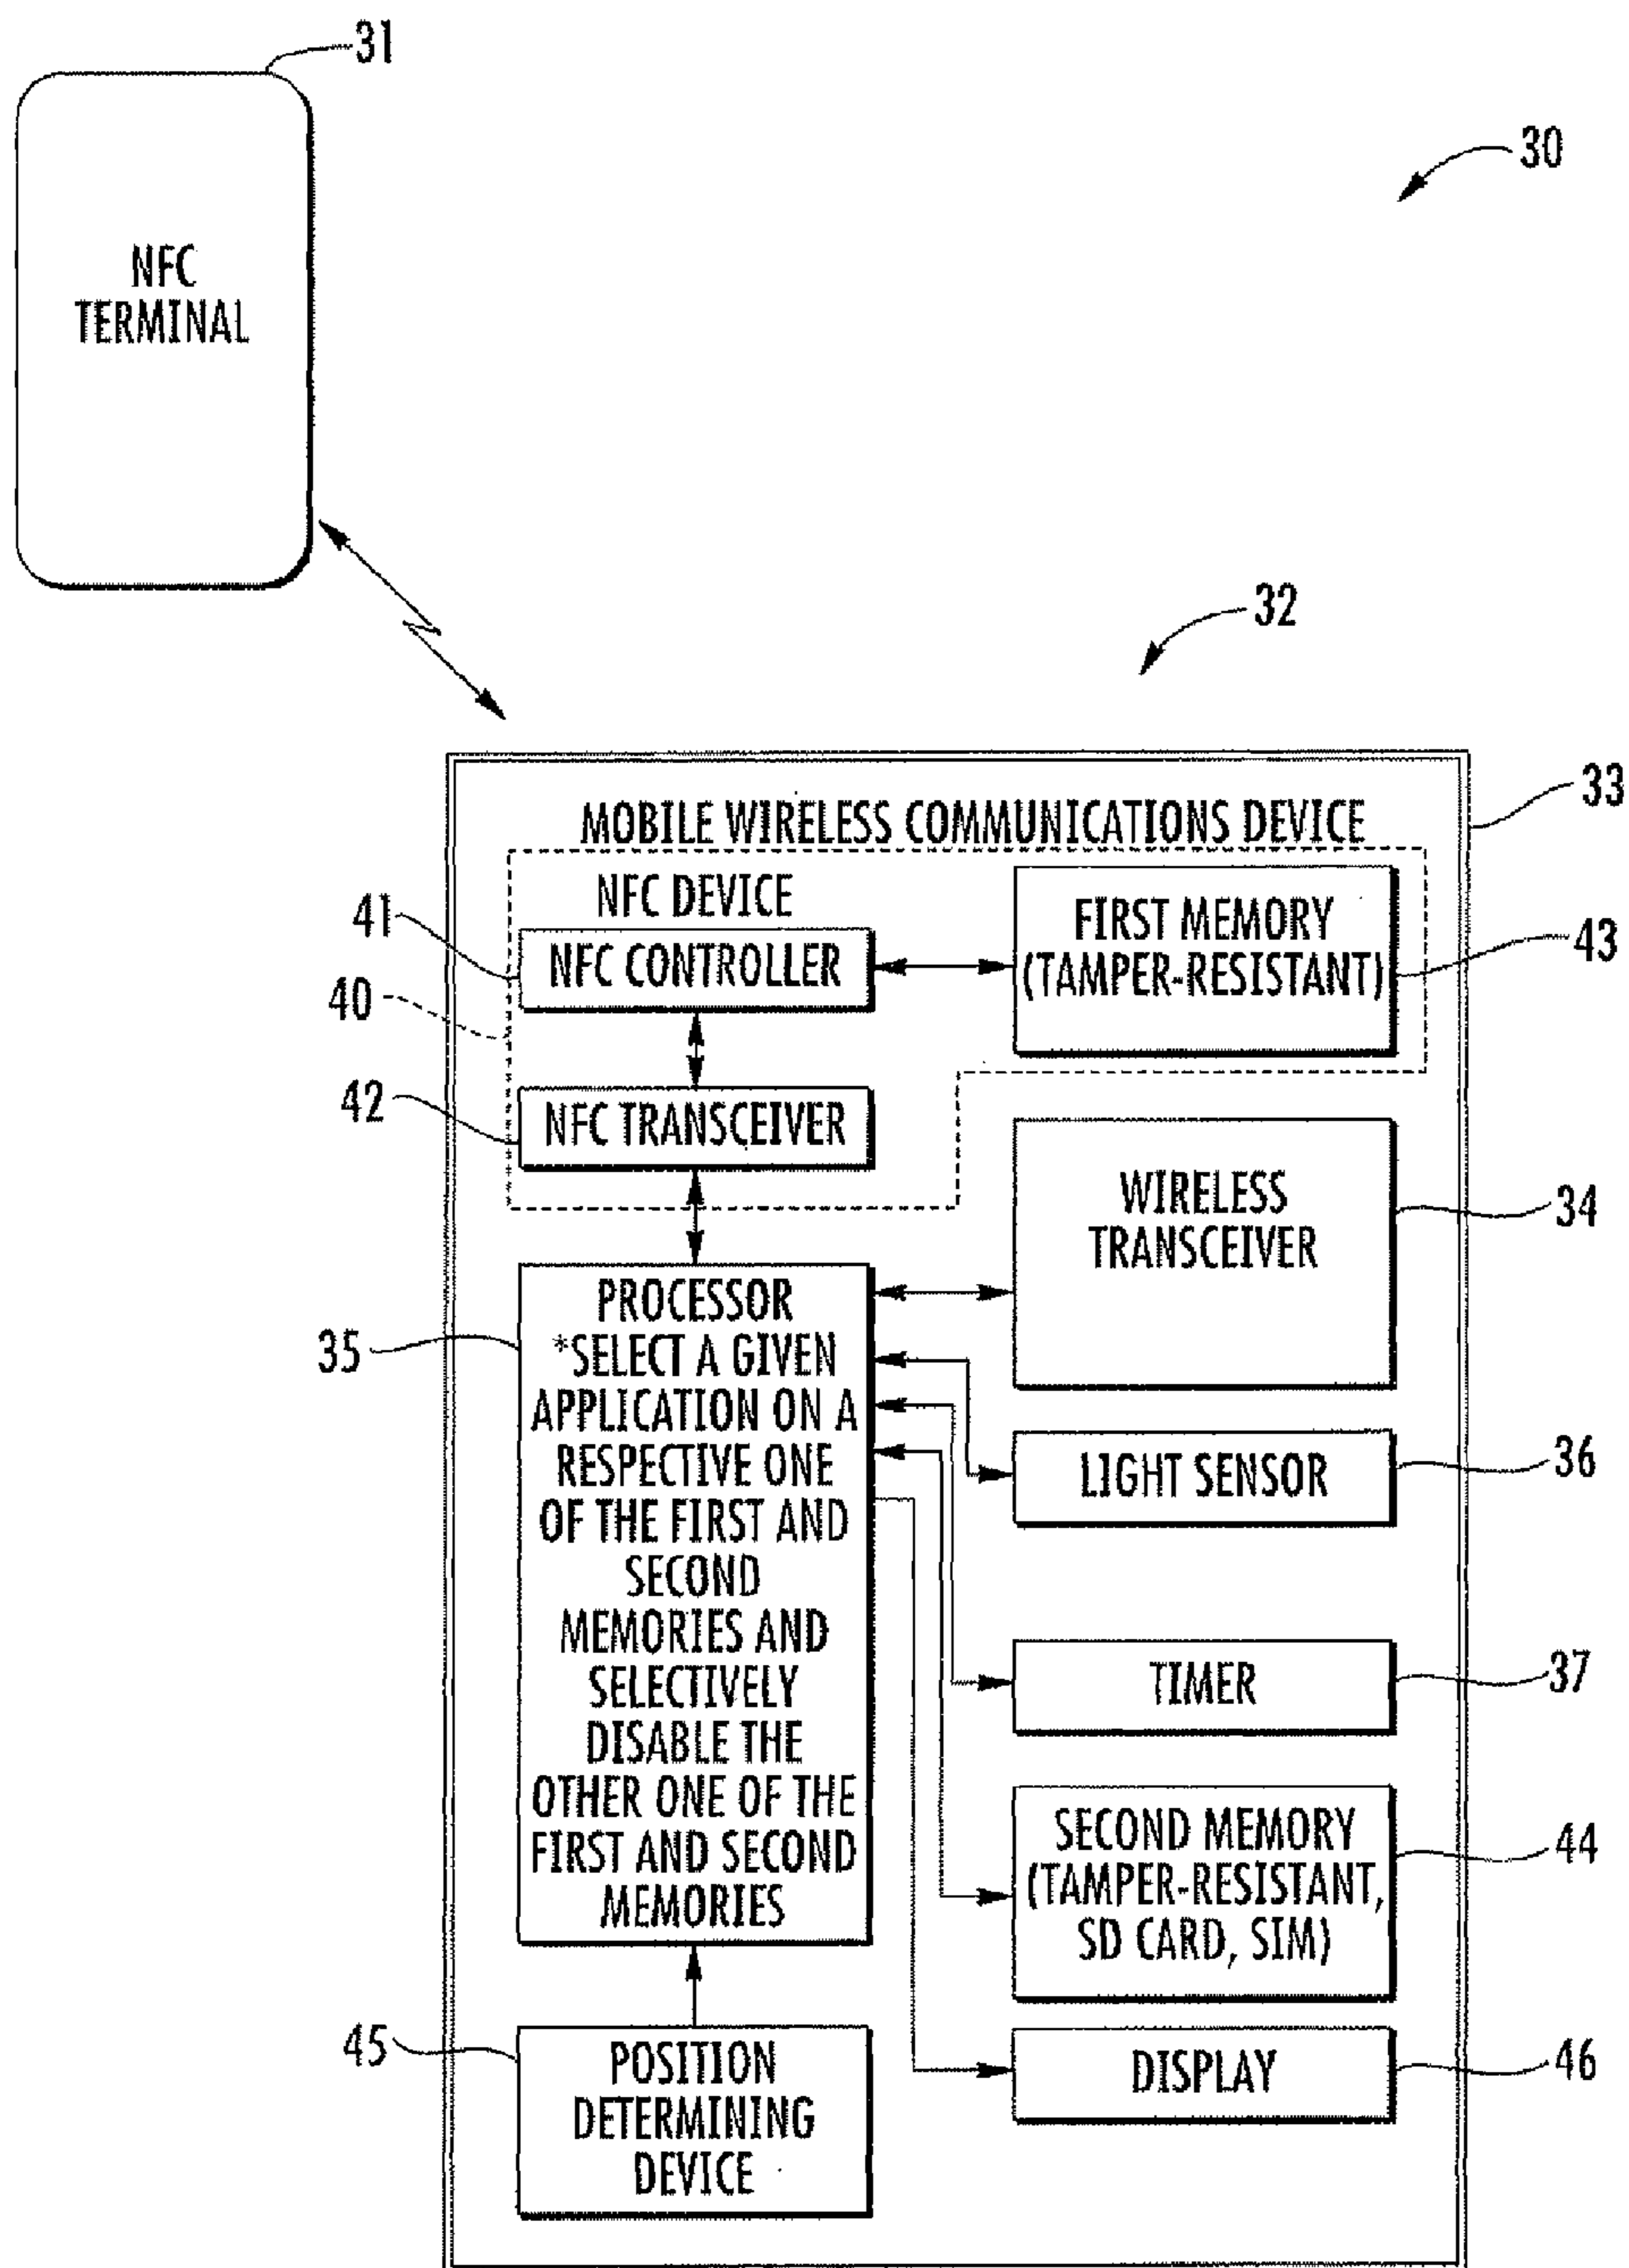 31
NFC
TERMINAL
30
32
33
MOBILE WIRELESS COMMUNICATIONS DEVICE
NFC DEVICE
41
NFC CONTROLLER
FIRST MEMORY
(TAMPER-RESISTANT)
43
40
42
NFC TRANSCEIVER
WIRELESS
TRANSCEIVER
34
35
PROCESSOR
*SELECT A GIVEN
APPLICATION ON A
RESPECTIVE ONE
OF THE FIRST AND
SECOND
MEMORIES AND
SELECTIVELY
DISABLE THE
OTHER ONE OF THE
FIRST AND SECOND
MEMORIES
LIGHT SENSOR
36
TIMER
37
SECOND MEMORY
(TAMPER-RESISTANT,
SD CARD, SIM)
44
45
POSITION
DETERMINING
DEVICE
DISPLAY
46